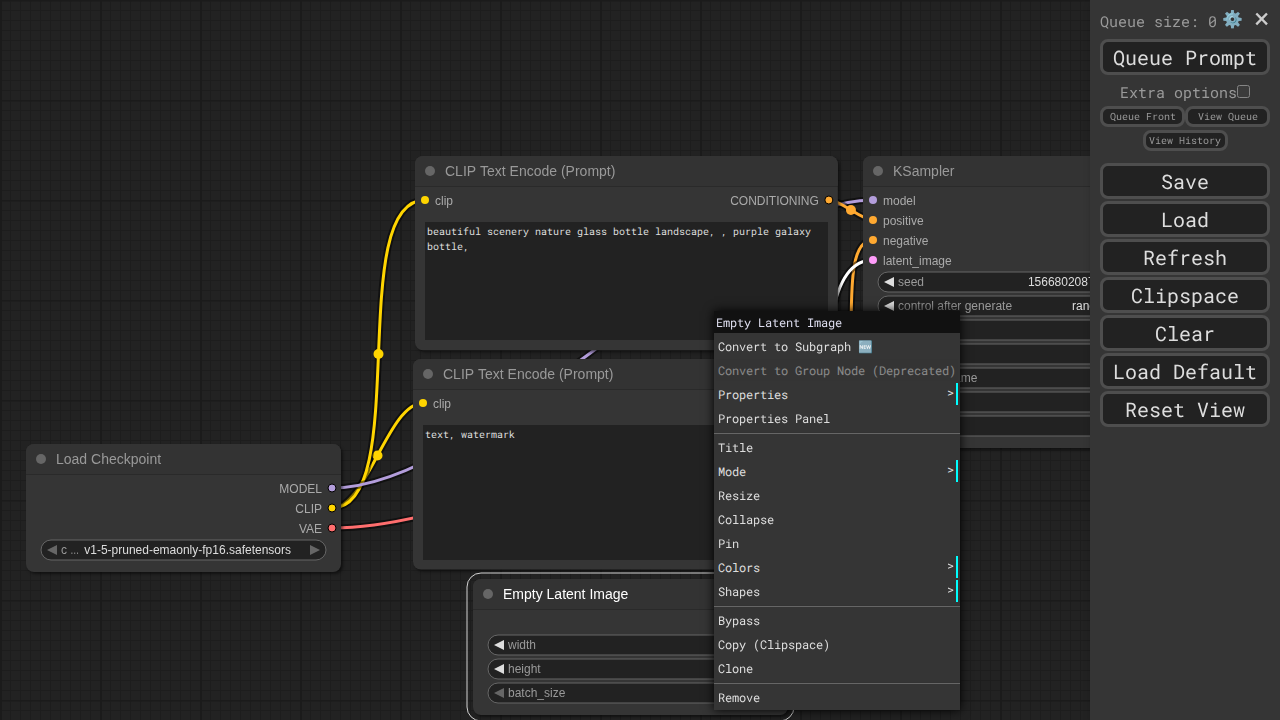 Queue size: 0
Queue Prompt
Extra options
Queue Front
View Queue
View History
Save
Load
Refresh
Clipspace
Clear
Load Default
Reset View
CLIP Text Encode (Prompt)
clip
CONDITIONING
beautiful scenery nature glass bottle landscape, , purple galaxy
bottle,
KSampler
model
positive
negative
latent_image
seed
control after generate
CLIP Text Encode (Prompt)
clip
text, watermark
Load Checkpoint
MODEL
CLIP
VAE
c ... v1-5-pruned-emaonly-fp16.safetensors
Empty Latent Image
width
height
batch_size
Empty Latent Image
Convert to Subgraph 🆕
Convert to Group Node (Deprecated)
Properties >
Properties Panel
Title
Mode >
Resize
Collapse
Pin
Colors >
Shapes >
Bypass
Copy (Clipspace)
Clone
Remove